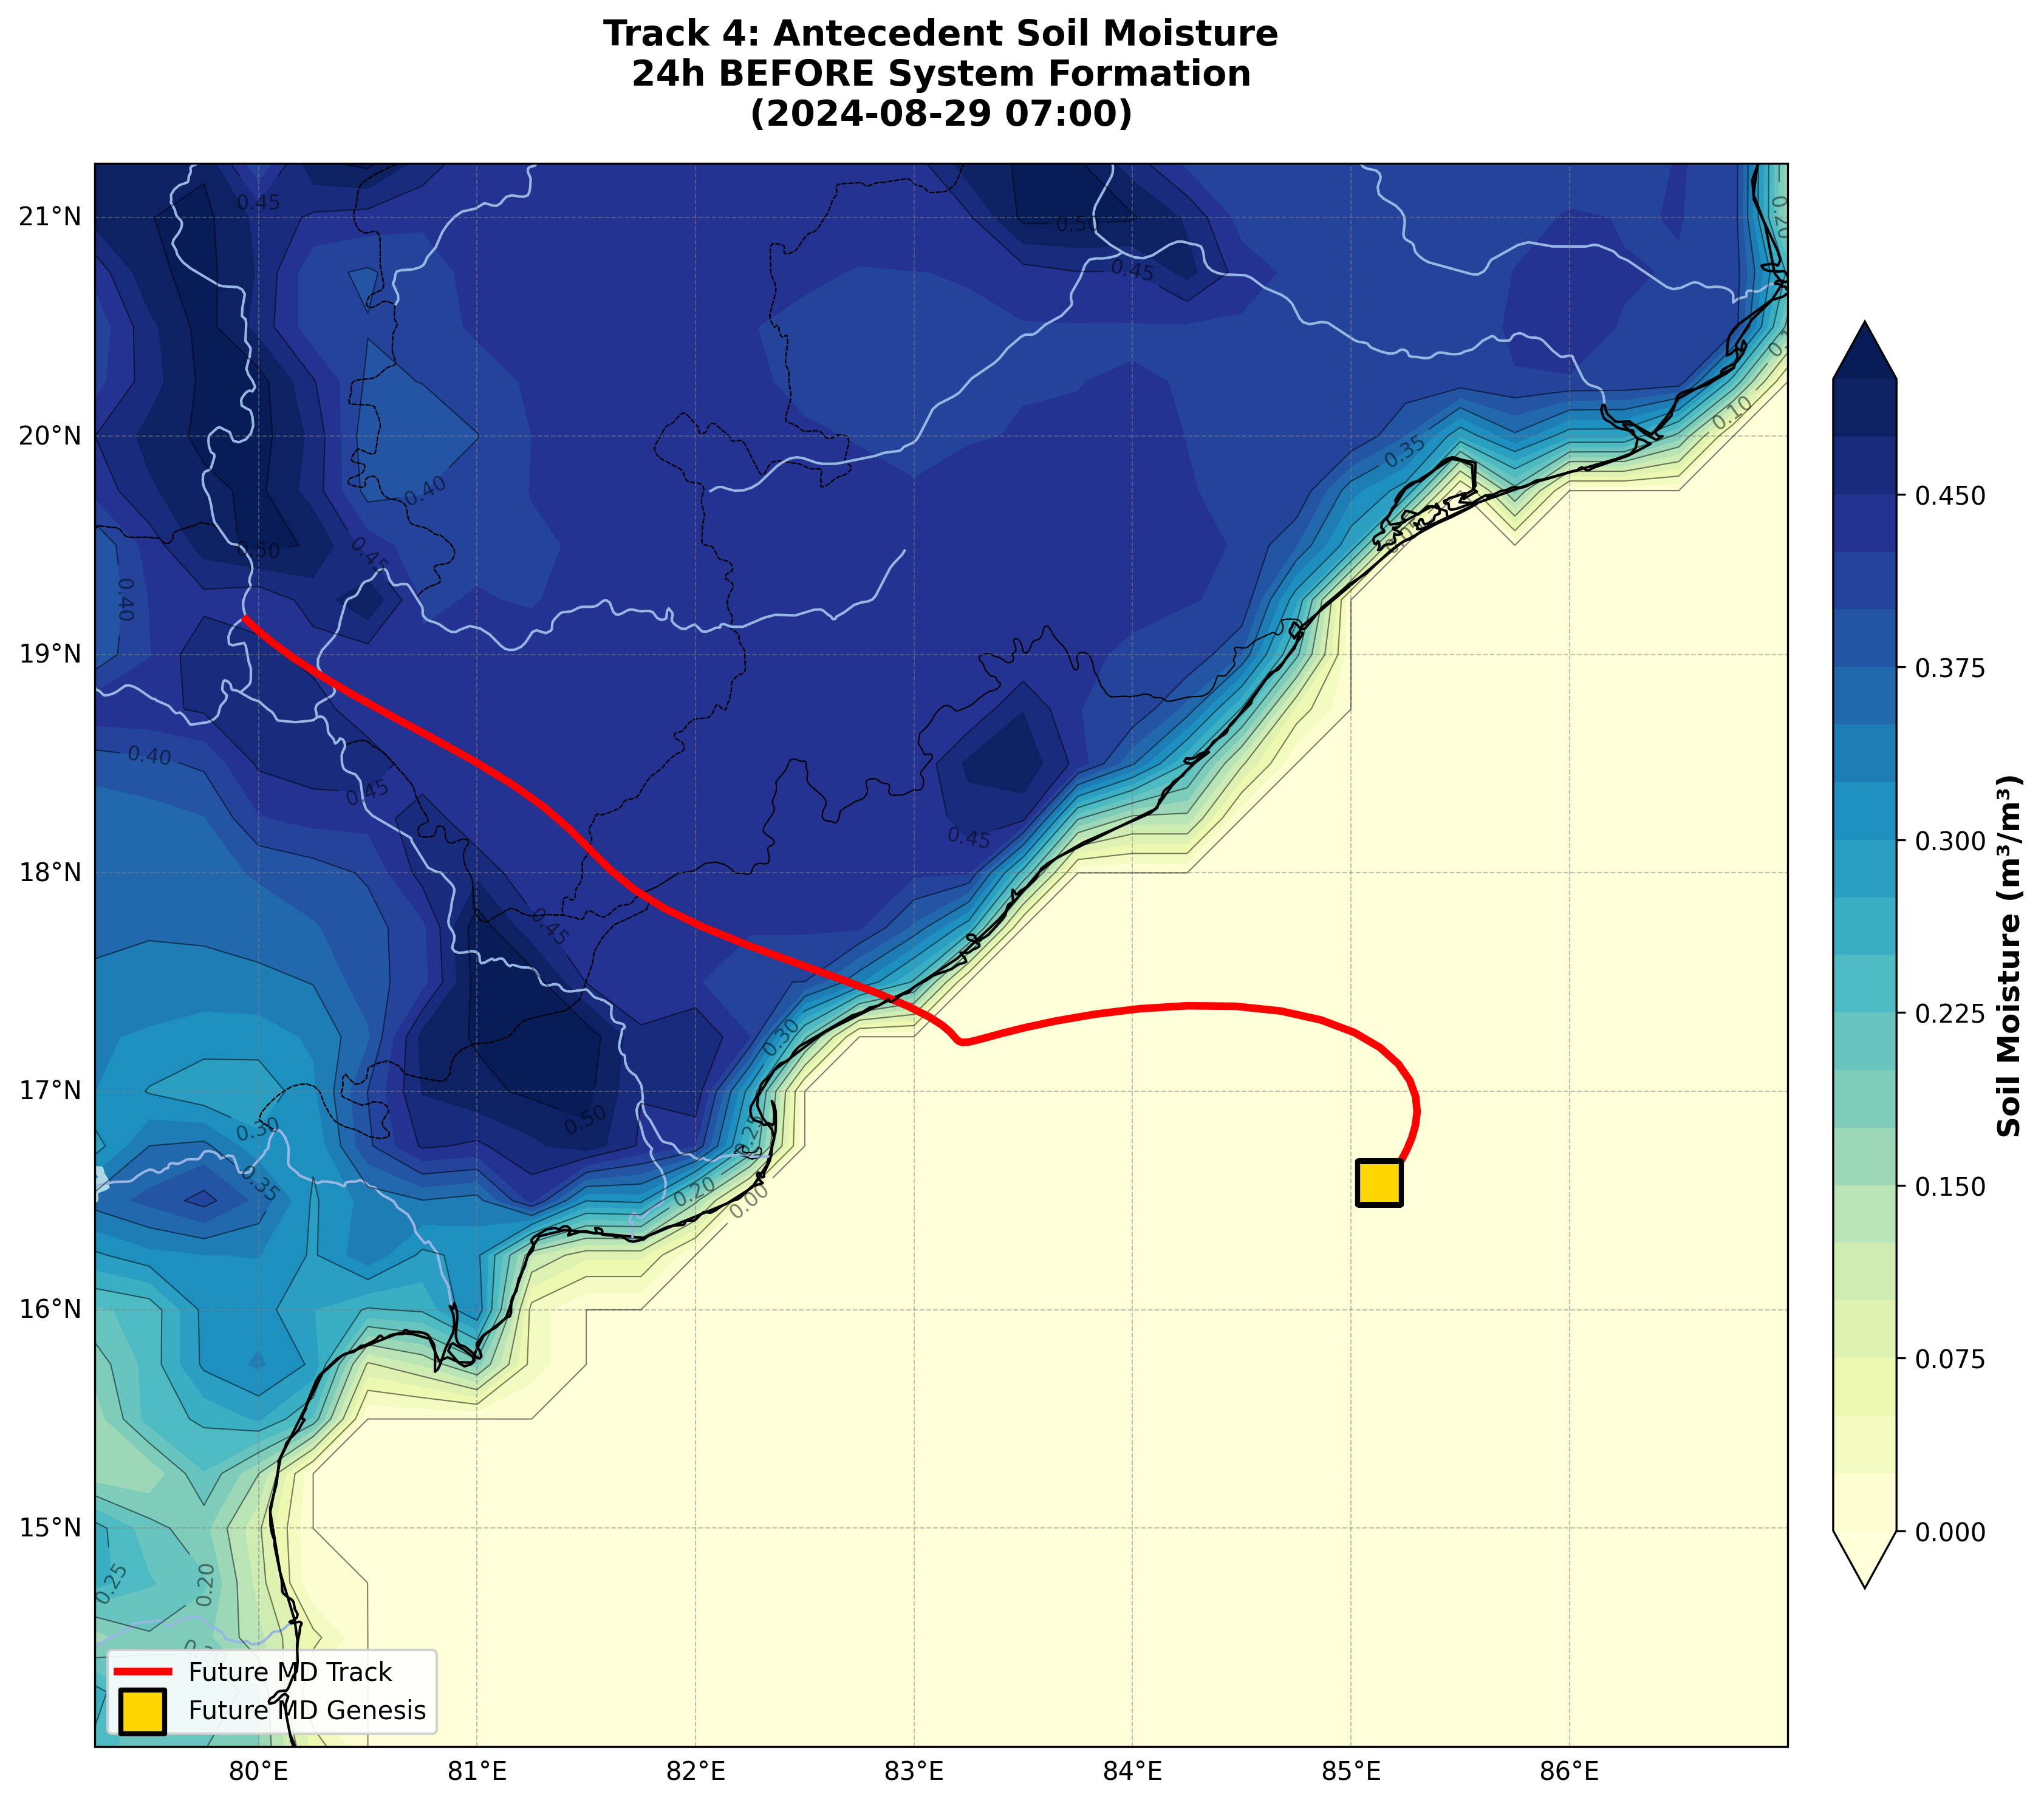 Track 4: Antecedent Soil Moisture
24h BEFORE System Formation
(2024-08-29 07:00)
21°N
20°N
19°N
18°N
17°N
16°N
15°N
80°E
81°E
82°E
83°E
84°E
85°E
86°E
0.45
0.50
0.45
0.20
0.10
0.35
0.40
0.50
0.45
0.40
0.40
0.45
0.45
0.45
0.30
0.50
0.25
0.30
0.35
0.20
0.00
0.25
0.20
Future MD Track
Future MD Genesis
0.450
0.375
0.300
0.225
0.150
0.075
0.000
Soil Moisture (m³/m³)